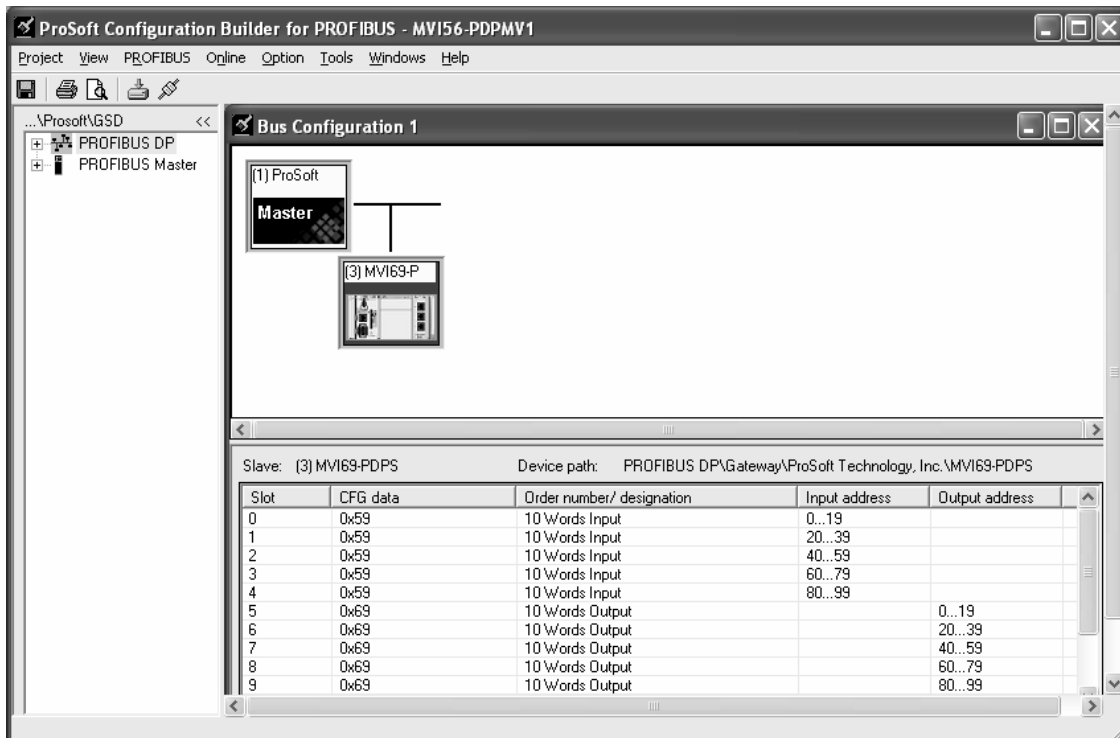 ProSoft Configuration Builder for PROFIBUS - MVI56-PDPMV1
Project View PROFIBUS Online Option Tools Windows Help
...\Prosoft\GSD <<
PROFIBUS DP
PROFIBUS Master
Bus Configuration 1
(1) ProSoft
Master
(3) MVI69-P
Slave: (3) MVI69-PDPS Device path: PROFIBUS DP\Gateway\ProSoft Technology, Inc.\MVI69-PDPS
Slot CFG data Order number/ designation Input address Output address
0 0x59 10 Words Input 0...19
1 0x59 10 Words Input 20...39
2 0x59 10 Words Input 40...59
3 0x59 10 Words Input 60...79
4 0x59 10 Words Input 80...99
5 0x69 10 Words Output 0...19
6 0x69 10 Words Output 20...39
7 0x69 10 Words Output 40...59
8 0x69 10 Words Output 60...79
9 0x69 10 Words Output 80...99